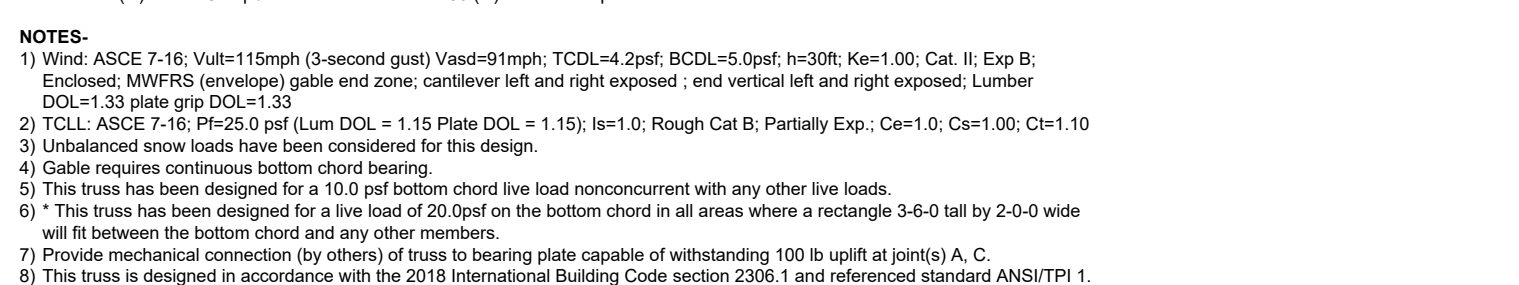 NOTES-
1) Wind: ASCE 7-16; Vult=115mph (3-second gust) Vasd=91mph; TCDL=4.2psf; BCDL=5.0psf; h=30ft; Ke=1.00; Cat. II; Exp B;
Enclosed; MWFRS (envelope) gable end zone; cantilever left and right exposed ; end vertical left and right exposed; Lumber
DOL=1.33 plate grip DOL=1.33
2) TCLL: ASCE 7-16; Pf=25.0 psf (Lum DOL = 1.15 Plate DOL = 1.15); Is=1.0; Rough Cat B; Partially Exp.; Ce=1.0; Cs=1.00; Ct=1.10
3) Unbalanced snow loads have been considered for this design.
4) Gable requires continuous bottom chord bearing.
5) This truss has been designed for a 10.0 psf bottom chord live load nonconcurrent with any other live loads.
6) * This truss has been designed for a live load of 20.0psf on the bottom chord in all areas where a rectangle 3-6-0 tall by 2-0-0 wide
will fit between the bottom chord and any other members.
7) Provide mechanical connection (by others) of truss to bearing plate capable of withstanding 100 lb uplift at joint(s) A, C.
8) This truss is designed in accordance with the 2018 International Building Code section 2306.1 and referenced standard ANSI/TPI 1.